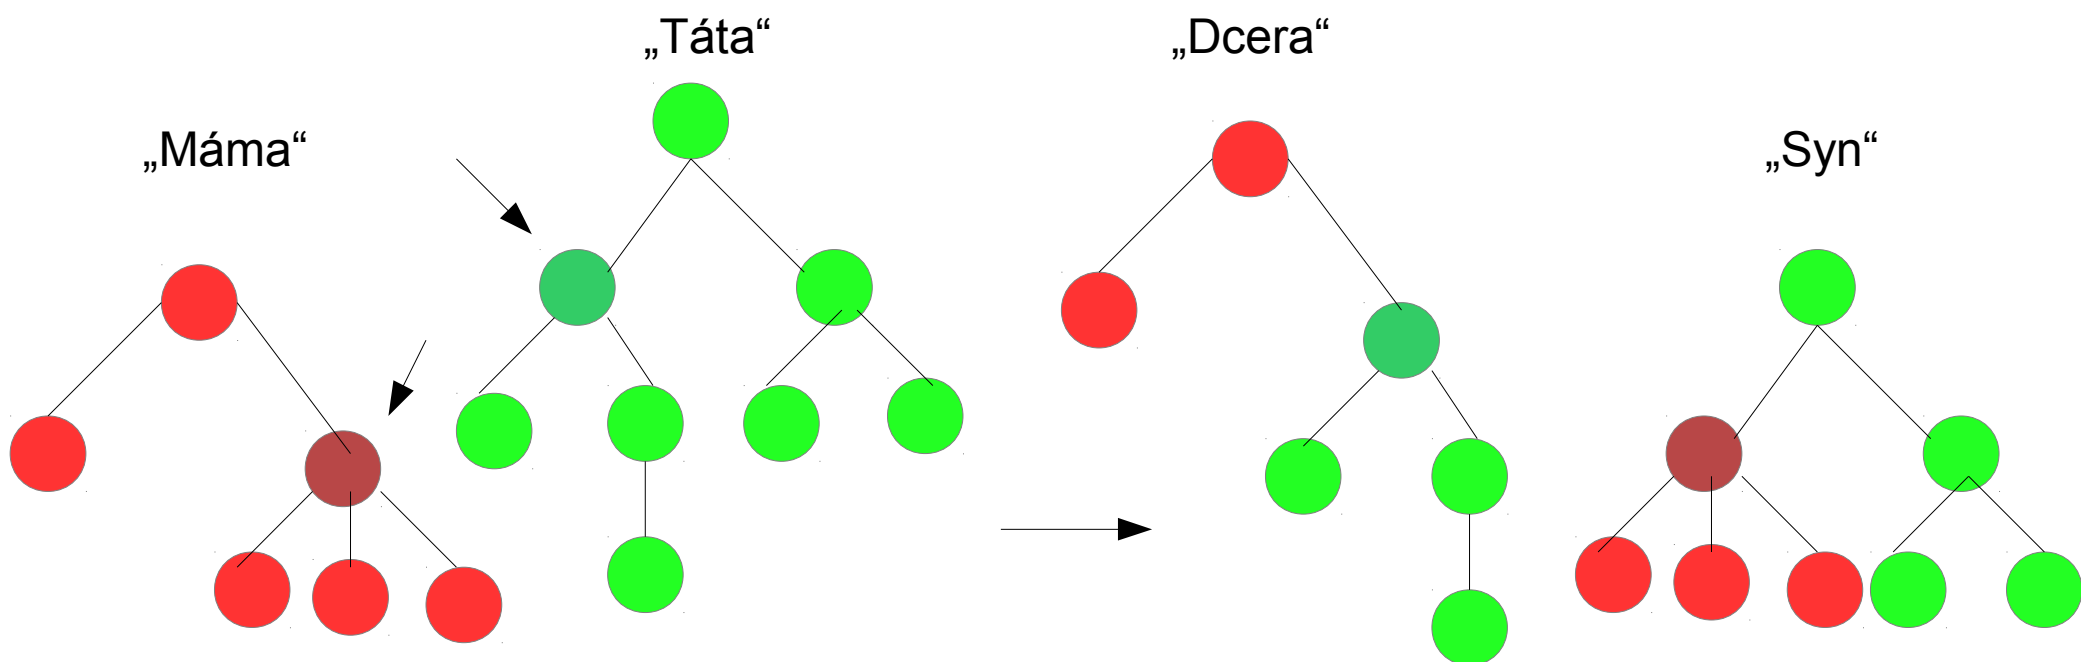 „Máma“
„Táta“
„Dcera“
„Syn“